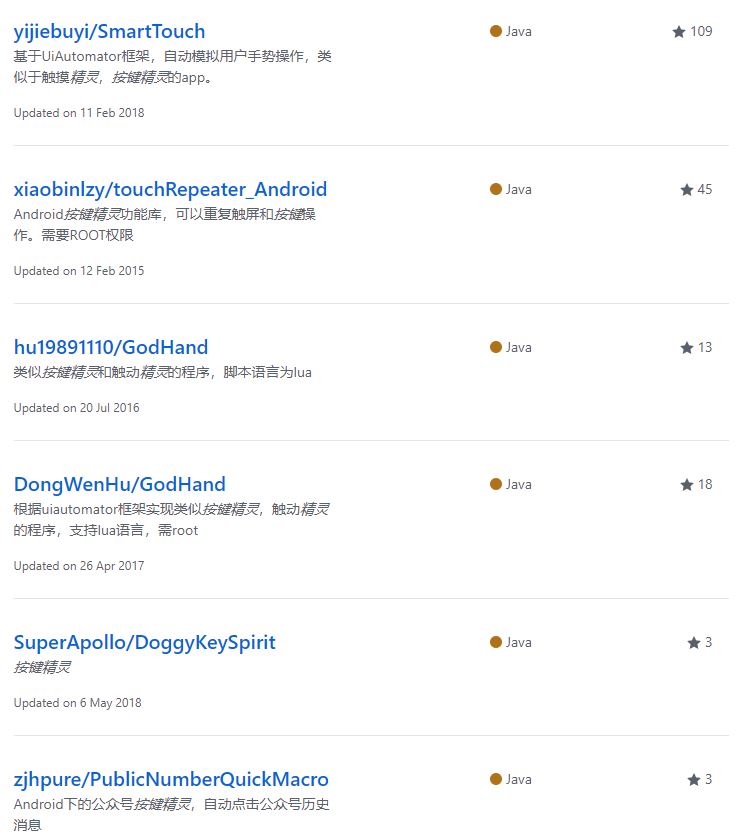 yijiebuyi/SmartTouch Java 109
基于UiAutomator框架，自动模拟用户手势操作，类
似于触摸精灵，按键精灵的app。
Updated on 11 Feb 2018
xiaobinlzy/touchRepeater_Android Java 45
Android按键精灵功能库，可以重复触屏和按键操
作。需要ROOT权限
Updated on 12 Feb 2015
hu19891110/GodHand Java 13
类似按键精灵和触动精灵的程序，脚本语言为lua
Updated on 20 Jul 2016
DongWenHu/GodHand Java 18
根据uiautomator框架实现类似按键精灵，触动精灵
的程序，支持lua语言，需root
Updated on 26 Apr 2017
SuperApollo/DoggyKeySpirit Java 3
按键精灵
Updated on 6 May 2018
zjhpure/PublicNumberQuickMacro Java 3
Android下的公众号按键精灵，自动点击公众号历史
消息